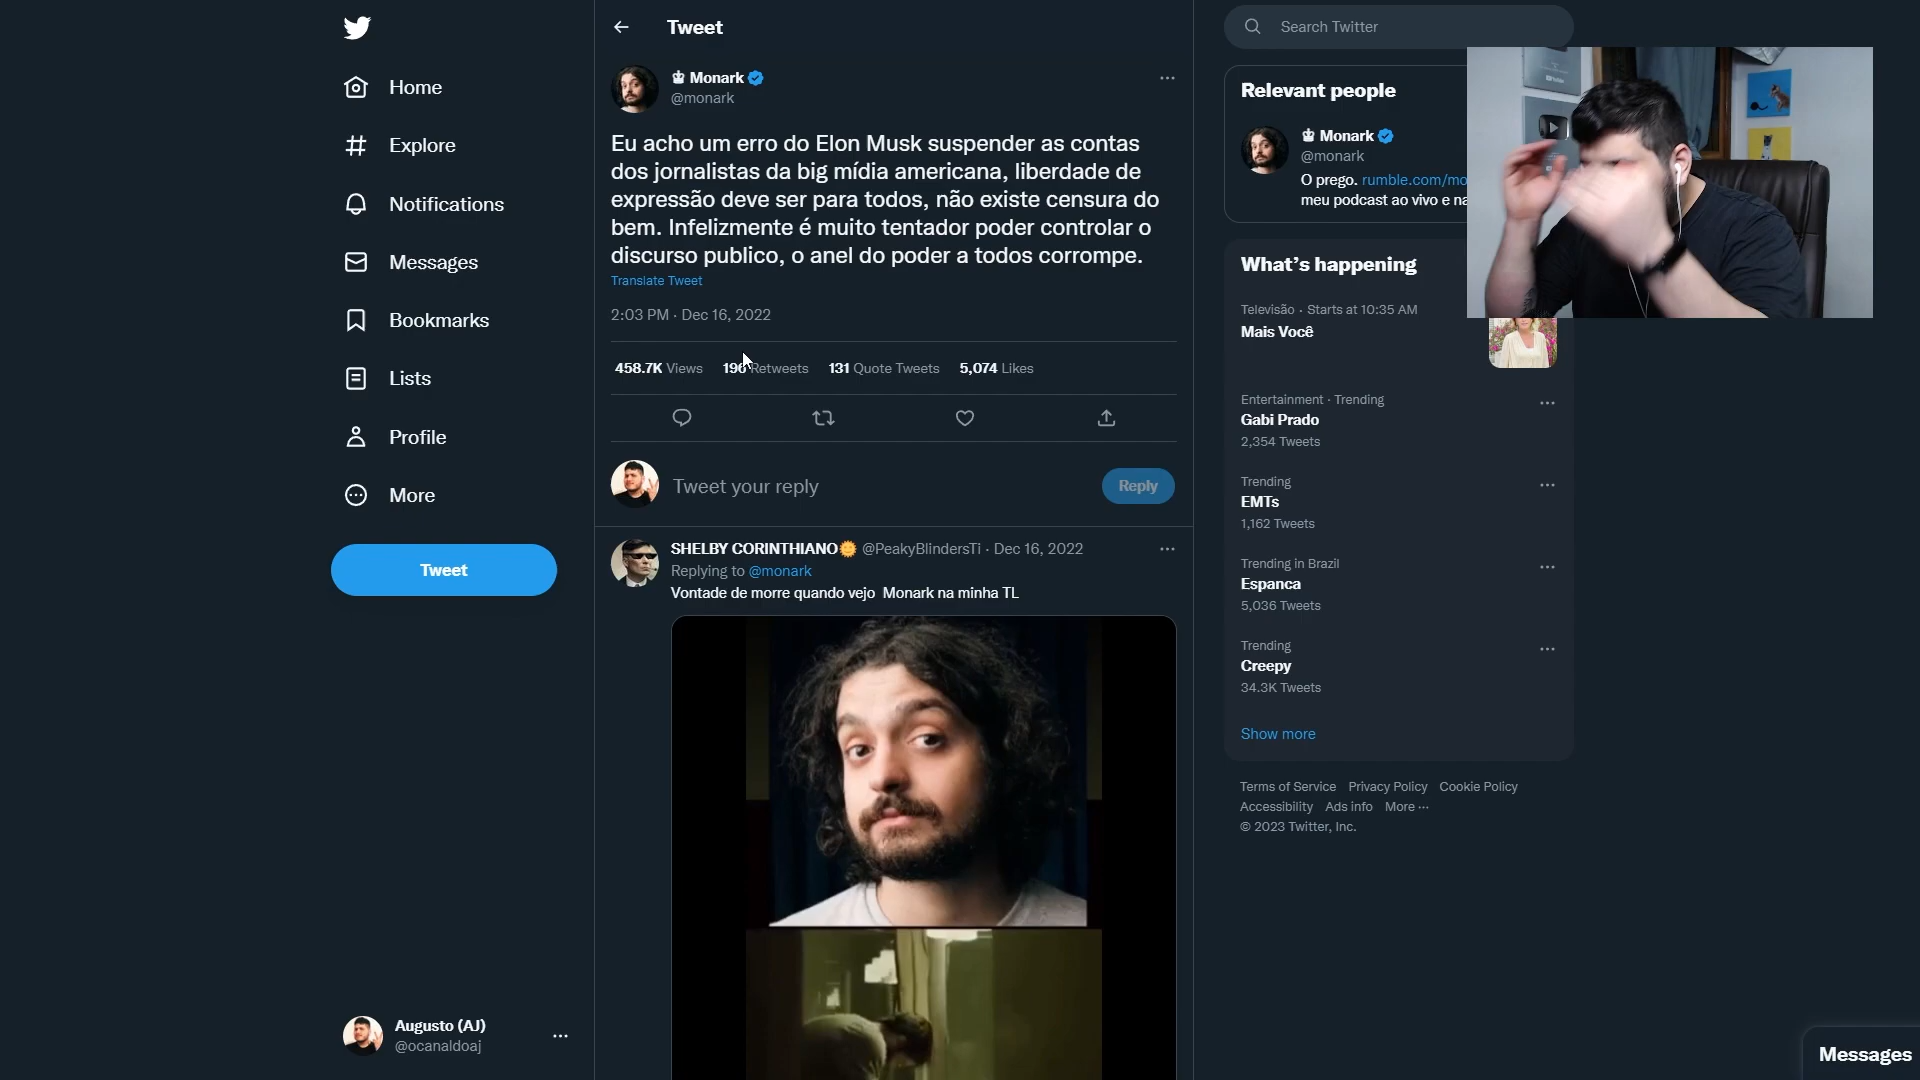 Home
Explore
Notifications
Messages
Bookmarks
Lists
Profile
More
Tweet
Augusto (AJ)
@ocanaldoaj
Tweet
Monark
@monark
Eu acho um erro do Elon Musk suspender as contas
dos jornalistas da big mídia americana, liberdade de
expressão deve ser para todos, não existe censura do
bem. Infelizmente é muito tentador poder controlar o
discurso publico, o anel do poder a todos corrompe.
Translate Tweet
2:03 PM · Dec 16, 2022
458.7K Views 196 Retweets 131 Quote Tweets 5,074 Likes
Tweet your reply
Reply
SHELBY CORINTHIANO🌞 @PeakyBlindersTi · Dec 16, 2022
Replying to @monark
Vontade de morre quando vejo Monark na minha TL
Search Twitter
Relevant people
Monark
@monark
O prego. rumble.com/mo
meu podcast ao vivo e na
What's happening
Televisão · Starts at 10:35 AM
Mais Você
Entertainment · Trending
Gabi Prado
2,354 Tweets
Trending
EMTs
1,162 Tweets
Trending in Brazil
Espanca
5,036 Tweets
Trending
Creepy
34.3K Tweets
Show more
Terms of Service Privacy Policy Cookie Policy
Accessibility Ads info More ···
© 2023 Twitter, Inc.
Messages